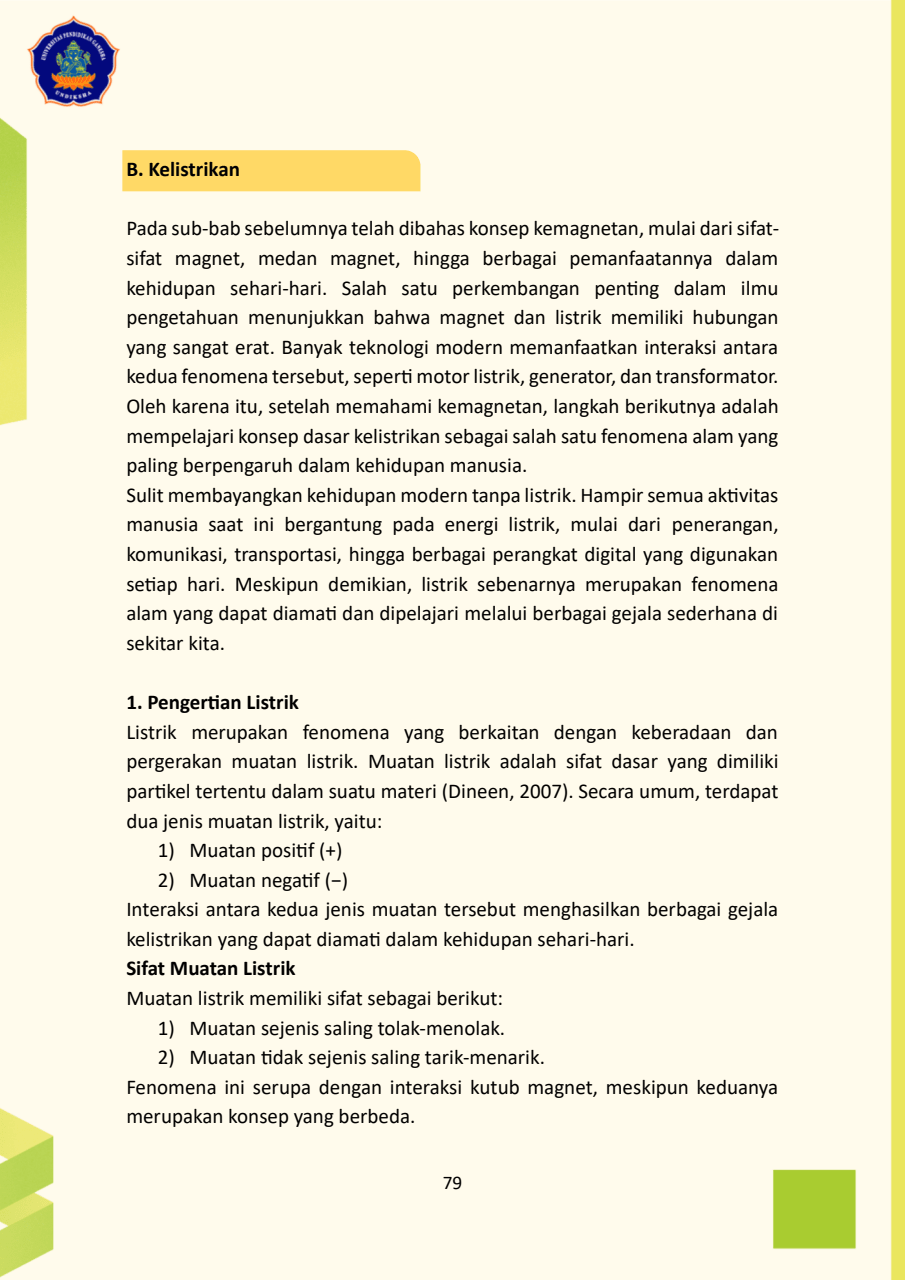 UNIVERSITAS PENDIDIKAN GANESHA
UNDIKSHA
B. Kelistrikan
Pada sub-bab sebelumnya telah dibahas konsep kemagnetan, mulai dari sifat-
sifat magnet, medan magnet, hingga berbagai pemanfaatannya dalam
kehidupan sehari-hari. Salah satu perkembangan penting dalam ilmu
pengetahuan menunjukkan bahwa magnet dan listrik memiliki hubungan
yang sangat erat. Banyak teknologi modern memanfaatkan interaksi antara
kedua fenomena tersebut, seperti motor listrik, generator, dan transformator.
Oleh karena itu, setelah memahami kemagnetan, langkah berikutnya adalah
mempelajari konsep dasar kelistrikan sebagai salah satu fenomena alam yang
paling berpengaruh dalam kehidupan manusia.
Sulit membayangkan kehidupan modern tanpa listrik. Hampir semua aktivitas
manusia saat ini bergantung pada energi listrik, mulai dari penerangan,
komunikasi, transportasi, hingga berbagai perangkat digital yang digunakan
setiap hari. Meskipun demikian, listrik sebenarnya merupakan fenomena
alam yang dapat diamati dan dipelajari melalui berbagai gejala sederhana di
sekitar kita.
1. Pengertian Listrik
Listrik merupakan fenomena yang berkaitan dengan keberadaan dan
pergerakan muatan listrik. Muatan listrik adalah sifat dasar yang dimiliki
partikel tertentu dalam suatu materi (Dineen, 2007). Secara umum, terdapat
dua jenis muatan listrik, yaitu:
1) Muatan positif (+)
2) Muatan negatif (−)
Interaksi antara kedua jenis muatan tersebut menghasilkan berbagai gejala
kelistrikan yang dapat diamati dalam kehidupan sehari-hari.
Sifat Muatan Listrik
Muatan listrik memiliki sifat sebagai berikut:
1) Muatan sejenis saling tolak-menolak.
2) Muatan tidak sejenis saling tarik-menarik.
Fenomena ini serupa dengan interaksi kutub magnet, meskipun keduanya
merupakan konsep yang berbeda.
79